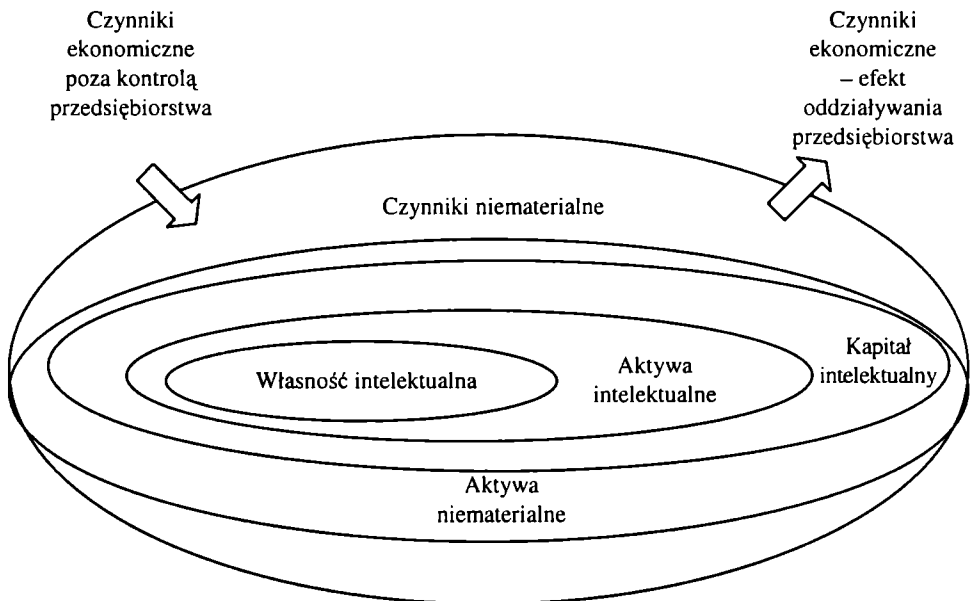 Czynniki
ekonomiczne
poza kontrolą
przedsiębiorstwa
Czynniki
ekonomiczne
– efekt
oddziaływania
przedsiębiorstwa
Czynniki niematerialne
Kapitał
intelektualny
Aktywa
intelektualne
Własność intelektualna
Aktywa
niematerialne